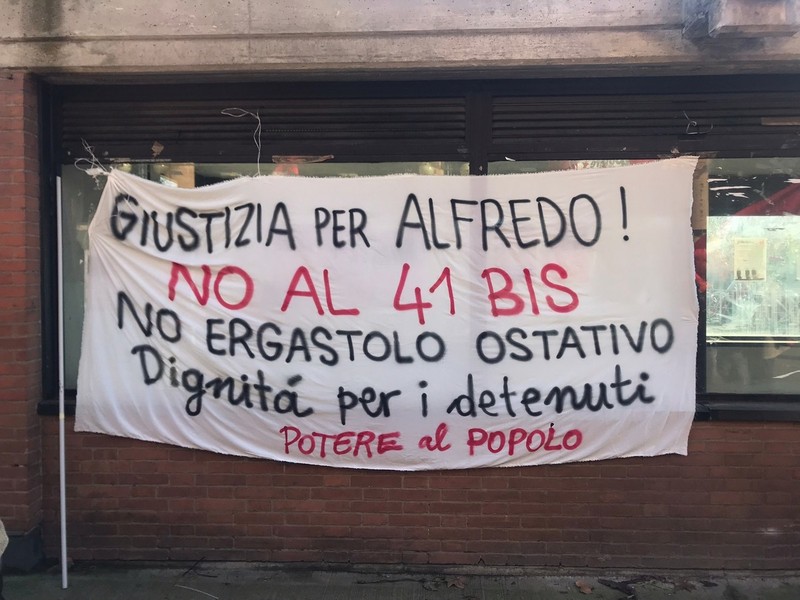 GIUSTIZIA PER ALFREDO!
NO AL 41 BIS
NO ERGASTOLO OSTATIVO
Dignitá per i detenuti
POTERE al POPOLO